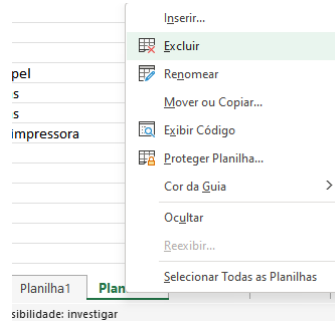 Inserir...
Excluir
pel
Renomear
s
Mover ou Copiar...
s
Exibir Código
impressora
Proteger Planilha...
Cor da Guia
Ocultar
Reexibir...
Selecionar Todas as Planilhas
Planilha1
Plan
sibilidade: investigar